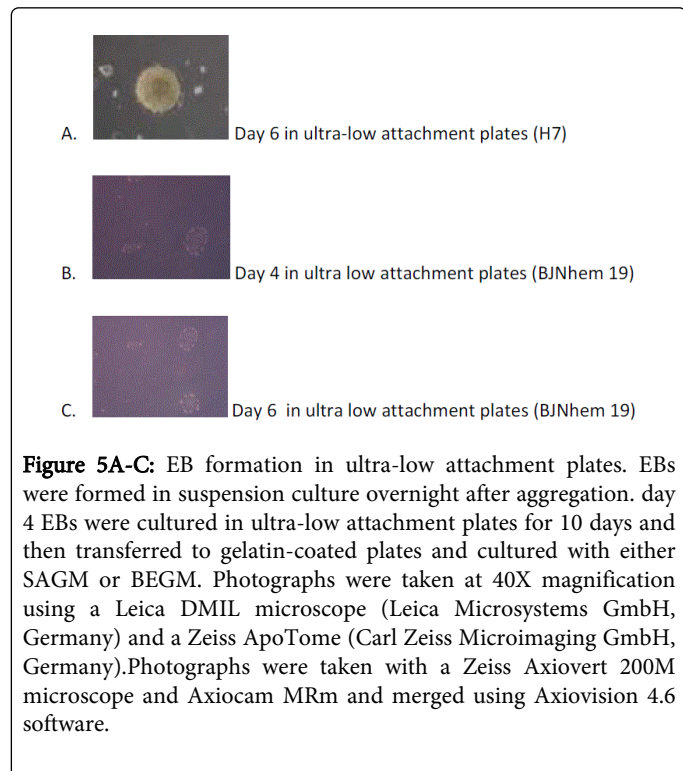 A. Day 6 in ultra-low attachment plates (H7)
B. Day 4 in ultra low attachment plates (BJNhem 19)
C. Day 6 in ultra low attachment plates (BJNhem 19)
Figure 5A-C: EB formation in ultra-low attachment plates. EBs
were formed in suspension culture overnight after aggregation. day
4 EBs were cultured in ultra-low attachment plates for 10 days and
then transferred to gelatin-coated plates and cultured with either
SAGM or BEGM. Photographs were taken at 40X magnification
using a Leica DMIL microscope (Leica Microsystems GmbH,
Germany) and a Zeiss ApoTome (Carl Zeiss Microimaging GmbH,
Germany).Photographs were taken with a Zeiss Axiovert 200M
microscope and Axiocam MRm and merged using Axiovision 4.6
software.